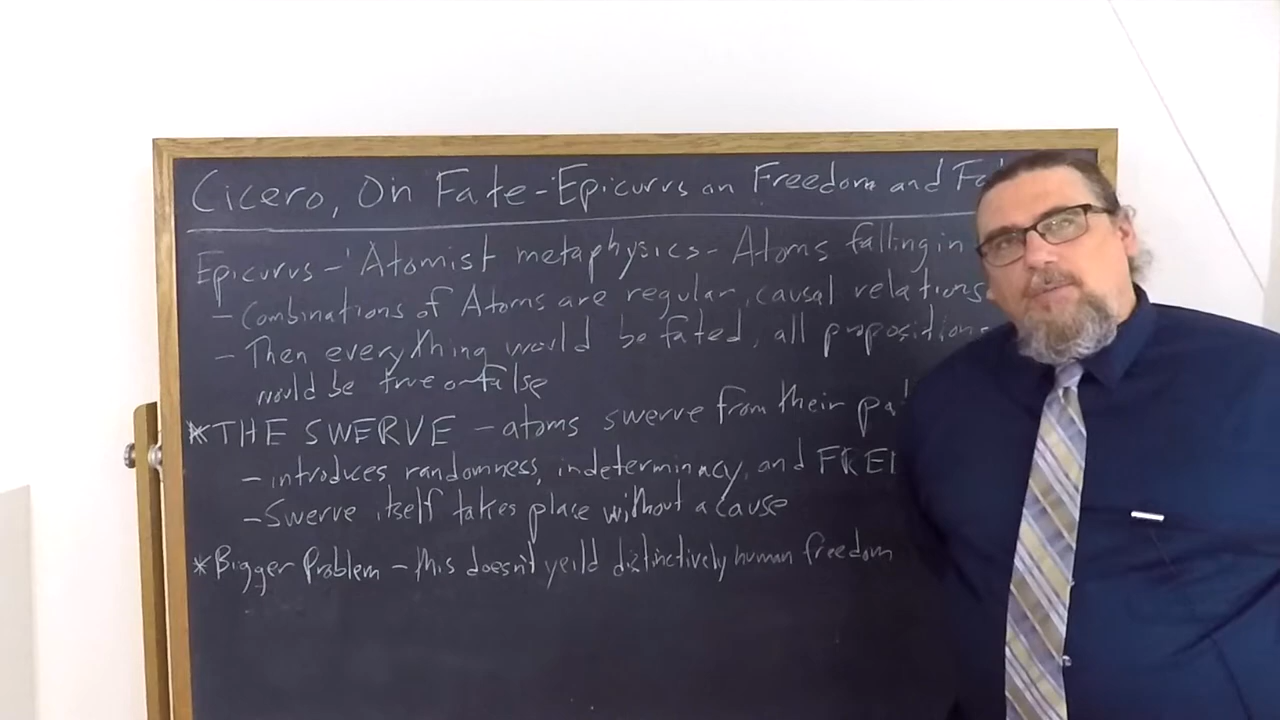 Cicero, On Fate - Epicurus on Freedom and Fa
Epicurus - Atomist metaphysics - Atoms falling in
- Combinations of Atoms are regular, causal relations
- Then everything would be fated, all proposition
would be true or false
*THE SWERVE - atoms swerve from their pa
- introduces randomness, indeterminacy, and FREE
- Swerve itself takes place without a cause
*Bigger Problem - this doesn't yeild distinctively human freedom